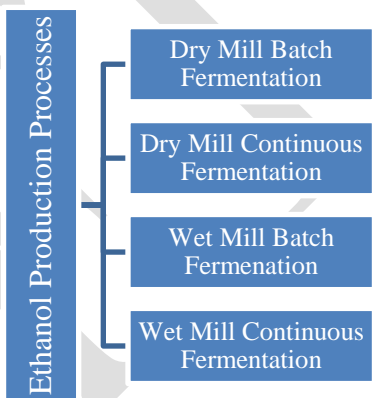 Ethanol Production Processes
Dry Mill Batch
Fermentation
Dry Mill Continuous
Fermentation
Wet Mill Batch
Fermenation
Wet Mill Continuous
Fermentation